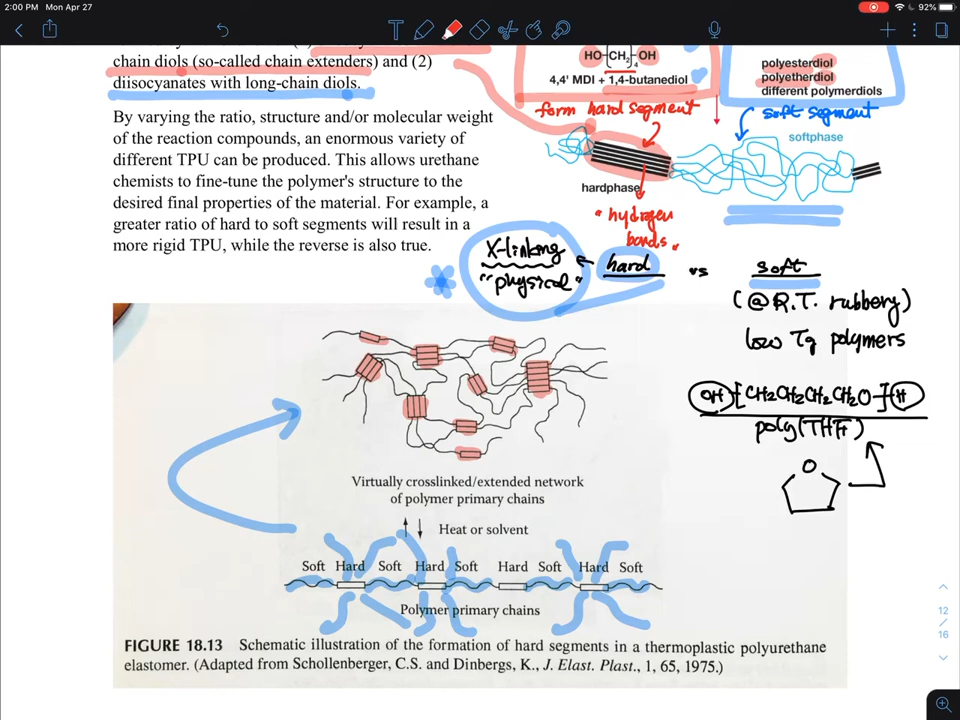 2:00 PM Mon Apr 27
92%
chain diols (so-called chain extenders) and (2)
diisocyanates with long-chain diols.
By varying the ratio, structure and/or molecular weight
of the reaction compounds, an enormous variety of
different TPU can be produced. This allows urethane
chemists to fine-tune the polymer's structure to the
desired final properties of the material. For example, a
greater ratio of hard to soft segments will result in a
more rigid TPU, while the reverse is also true.
HO-[CH₂]₄-OH
4,4' MDI + 1,4-butanediol
form hard segment
polyesterdiol
polyetherdiol
different polymerdiols
soft segment
softphase
hardphase
"hydrogen
bonds"
X-linking
"physical"
hard vs soft
(@R.T. rubbery)
low Tg polymers
OH-[CH2CH2CH2CH2O-]-H
poly(THF)
O
Virtually crosslinked/extended network
of polymer primary chains
Heat or solvent
Soft Hard Soft Hard Soft Hard Soft Hard Soft
Polymer primary chains
FIGURE 18.13 Schematic illustration of the formation of hard segments in a thermoplastic polyurethane
elastomer. (Adapted from Schollenberger, C.S. and Dinbergs, K., J. Elast. Plast., 1, 65, 1975.)
12
/
16